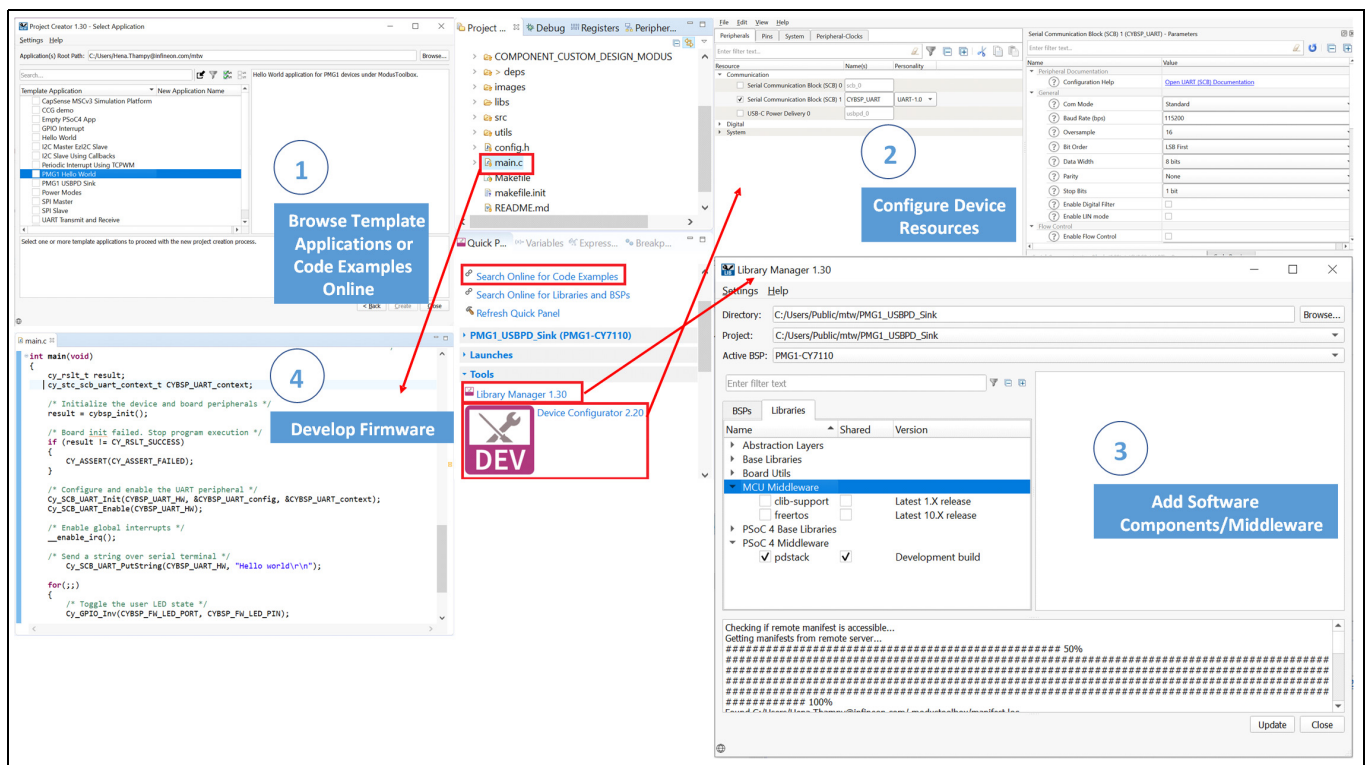 Project Creator 1.30 - Select Application
Settings Help
Application(s) Root Path: C:/Users/Hena.Thampy@infineon.com/mtw
Browse...
Search...
Hello World application for PMG1 devices under ModusToolbox.
Template Application
New Application Name
CapSense MSCv3 Simulation Platform
CCG demo
Empty PSoC4 App
GPIO Interrupt
Hello World
I2C Master EzI2C Slave
I2C Slave Using Callbacks
Periodic Interrupt Using TCPWM
PMG1 Hello World
PMG1 USBPD Sink
Power Modes
SPI Master
SPI Slave
UART Transmit and Receive
Select one or more template applications to proceed with the new project creation process.
< Back
Create
Close
1
Browse Template
Applications or
Code Examples
Online
Project ...
Debug
Registers
Peripher...
COMPONENT_CUSTOM_DESIGN_MODUS
> deps
images
libs
src
utils
config.h
main.c
Makefile
makefile.init
README.md
Quick P...
Variables
Express...
Breakp...
Search Online for Code Examples
Search Online for Libraries and BSPs
Refresh Quick Panel
PMG1_USBPD_Sink (PMG1-CY7110)
Launches
Tools
Library Manager 1.30
Device Configurator 2.20
DEV
File Edit View Help
Peripherals Pins System Peripheral-Clocks
Enter filter text...
Resource Name(s) Personality
Communication
Serial Communication Block (SCB) 0 scb_0
Serial Communication Block (SCB) 1 CYBSP_UART UART-1.0
USB-C Power Delivery 0 usbpd_0
Digital
System
2
Configure Device
Resources
Serial Communication Block (SCB) 1 (CYBSP_UART) - Parameters
Enter filter text...
Name Value
Peripheral Documentation
Configuration Help Open UART (SCB) Documentation
General
Com Mode Standard
Baud Rate (bps) 115200
Oversample 16
Bit Order LSB First
Data Width 8 bits
Parity None
Stop Bits 1 bit
Enable Digital Filter
Enable LIN mode
Flow Control
Enable Flow Control
Library Manager 1.30
Settings Help
Directory: C:/Users/Public/mtw/PMG1_USBPD_Sink
Browse...
Project: C:/Users/Public/mtw/PMG1_USBPD_Sink
Active BSP: PMG1-CY7110
Enter filter text
BSPs Libraries
Name Shared Version
Abstraction Layers
Base Libraries
Board Utils
MCU Middleware
clib-support Latest 1.X release
freertos Latest 10.X release
PSoC 4 Base Libraries
PSoC 4 Middleware
pdstack Development build
3
Add Software
Components/Middleware
Checking if remote manifest is accessible...
Getting manifests from remote server...
50%
100%
Update
Close
main.c
int main(void)
{
cy_rslt_t result;
cy_stc_scb_uart_context_t CYBSP_UART_context;
/* Initialize the device and board peripherals */
result = cybsp_init();
/* Board init failed. Stop program execution */
if (result != CY_RSLT_SUCCESS)
{
CY_ASSERT(CY_ASSERT_FAILED);
}
/* Configure and enable the UART peripheral */
Cy_SCB_UART_Init(CYBSP_UART_HW, &CYBSP_UART_config, &CYBSP_UART_context);
Cy_SCB_UART_Enable(CYBSP_UART_HW);
/* Enable global interrupts */
__enable_irq();
/* Send a string over serial terminal */
Cy_SCB_UART_PutString(CYBSP_UART_HW, "Hello world\r\n");
for(;;)
{
/* Toggle the user LED state */
Cy_GPIO_Inv(CYBSP_FW_LED_PORT, CYBSP_FW_LED_PIN);
4
Develop Firmware